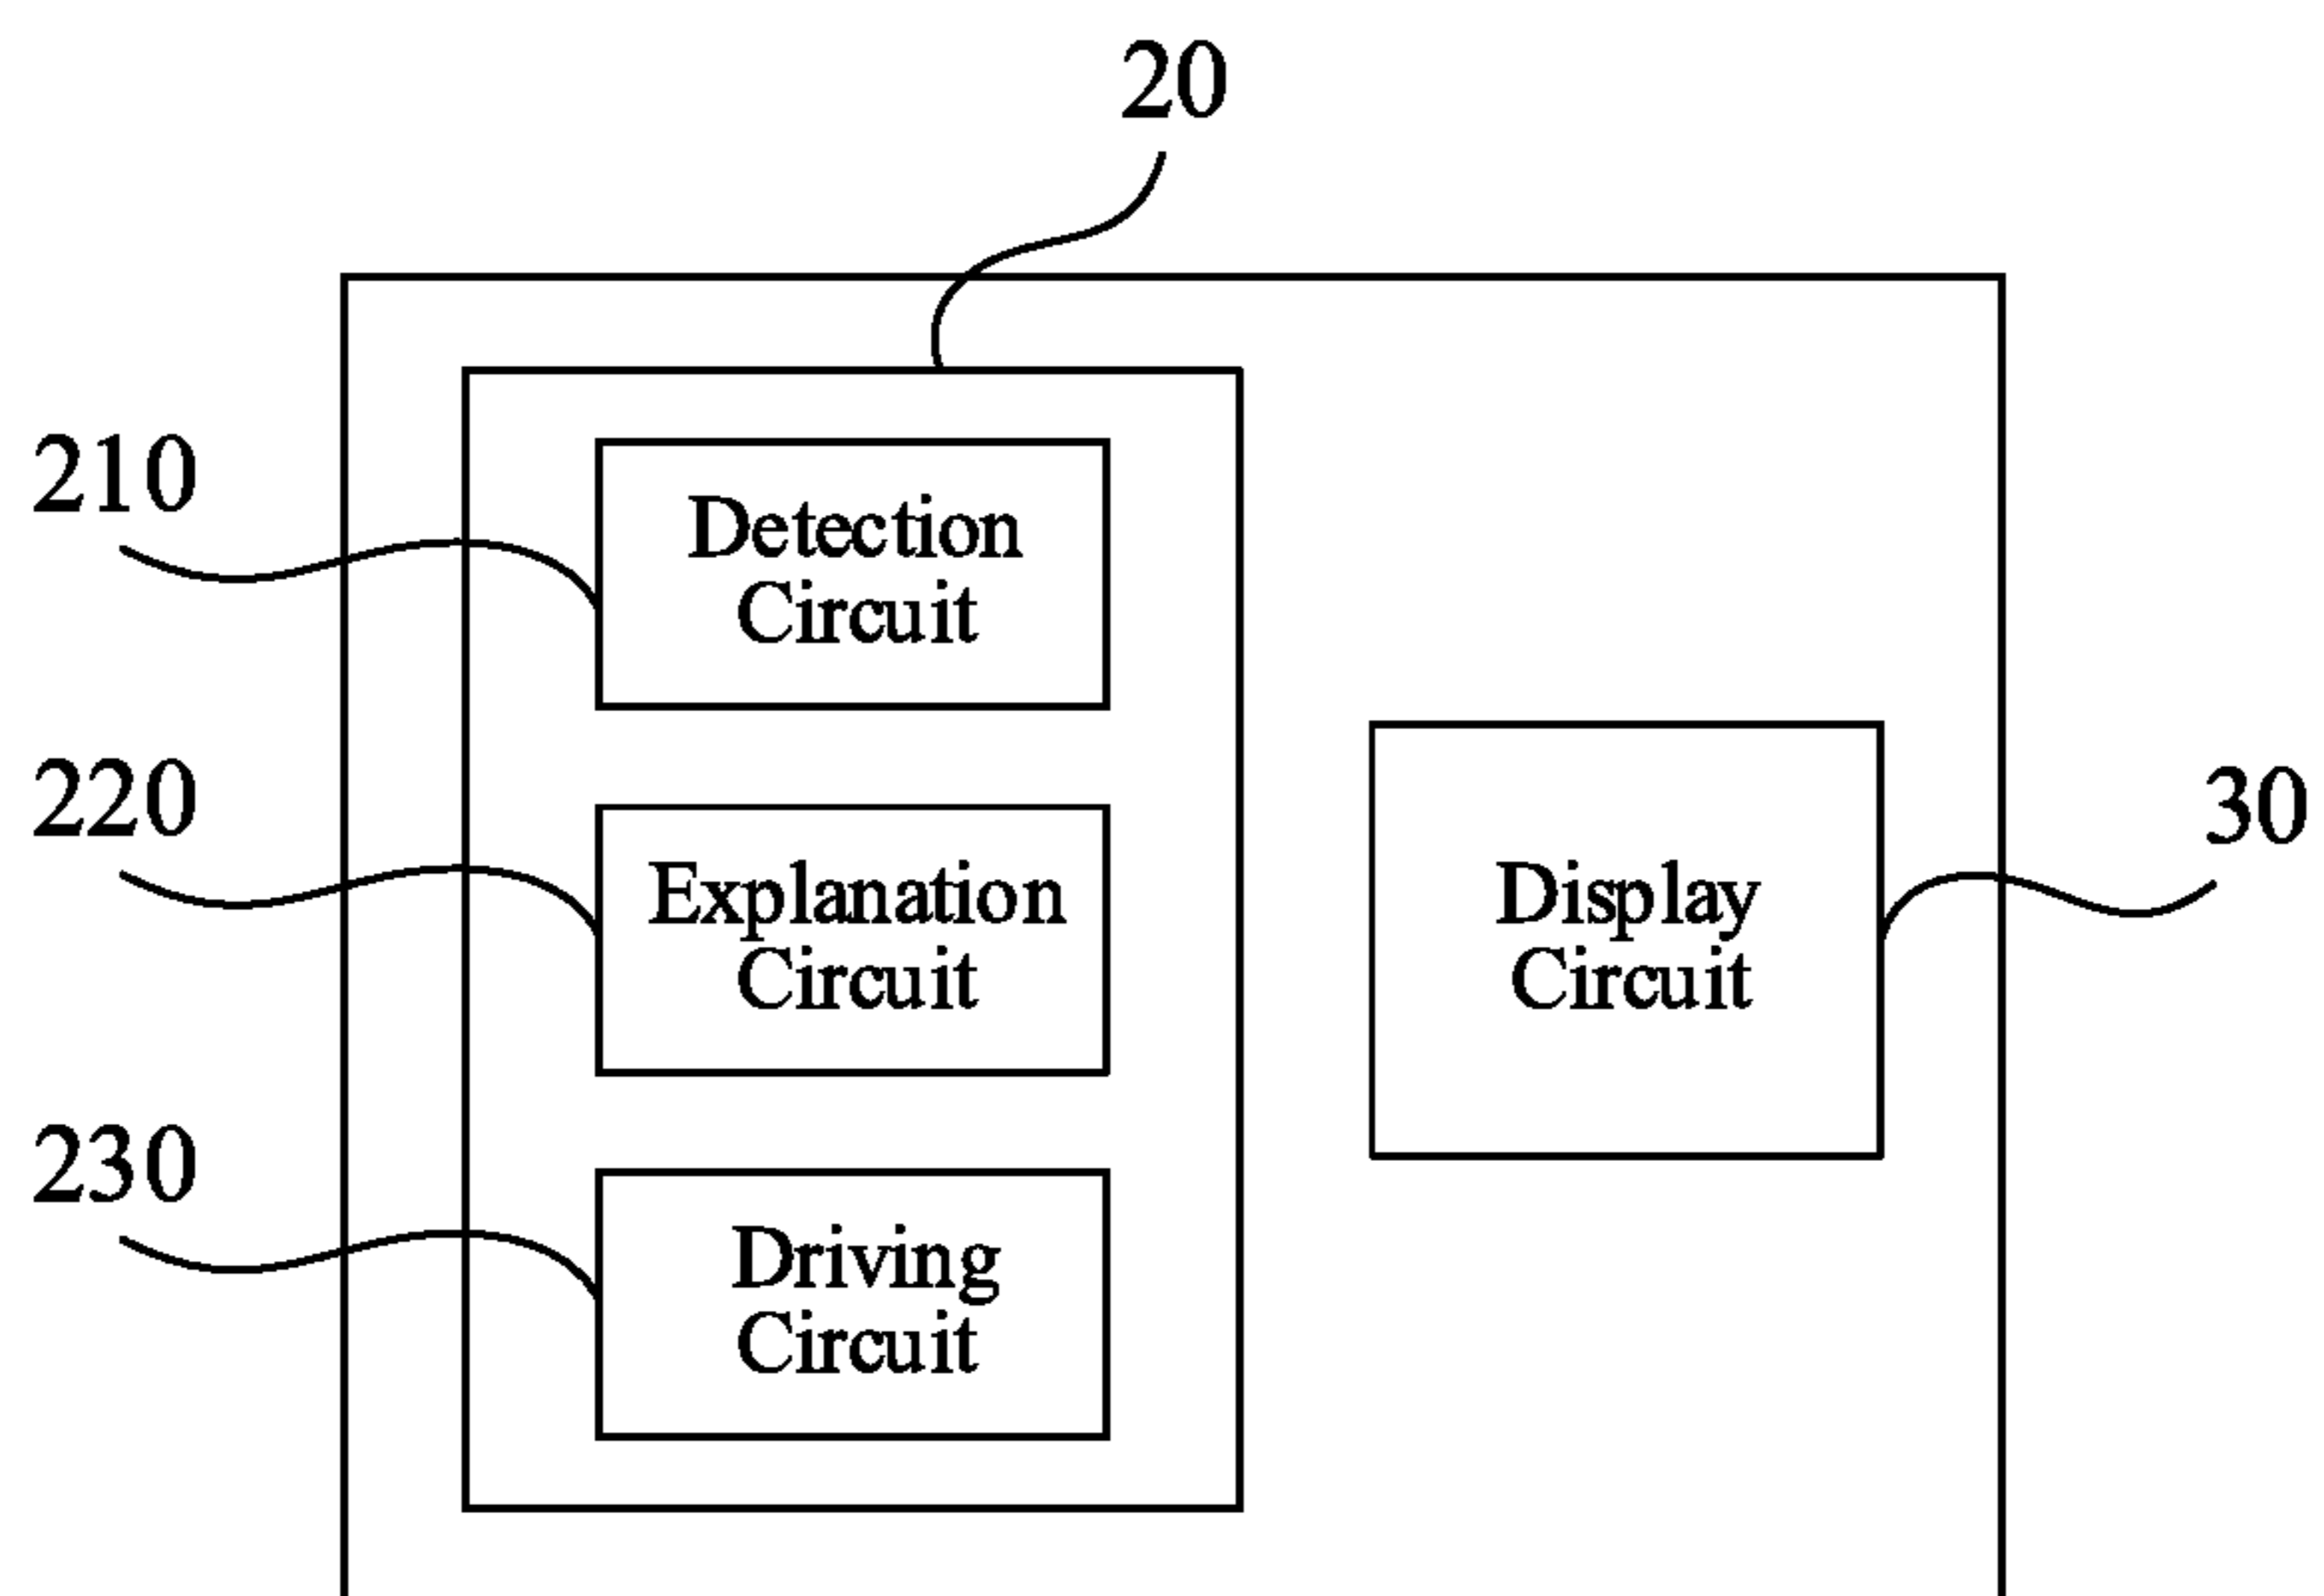 20
210
Detection
Circuit
220
Explanation
Circuit
30
Display
Circuit
230
Driving
Circuit